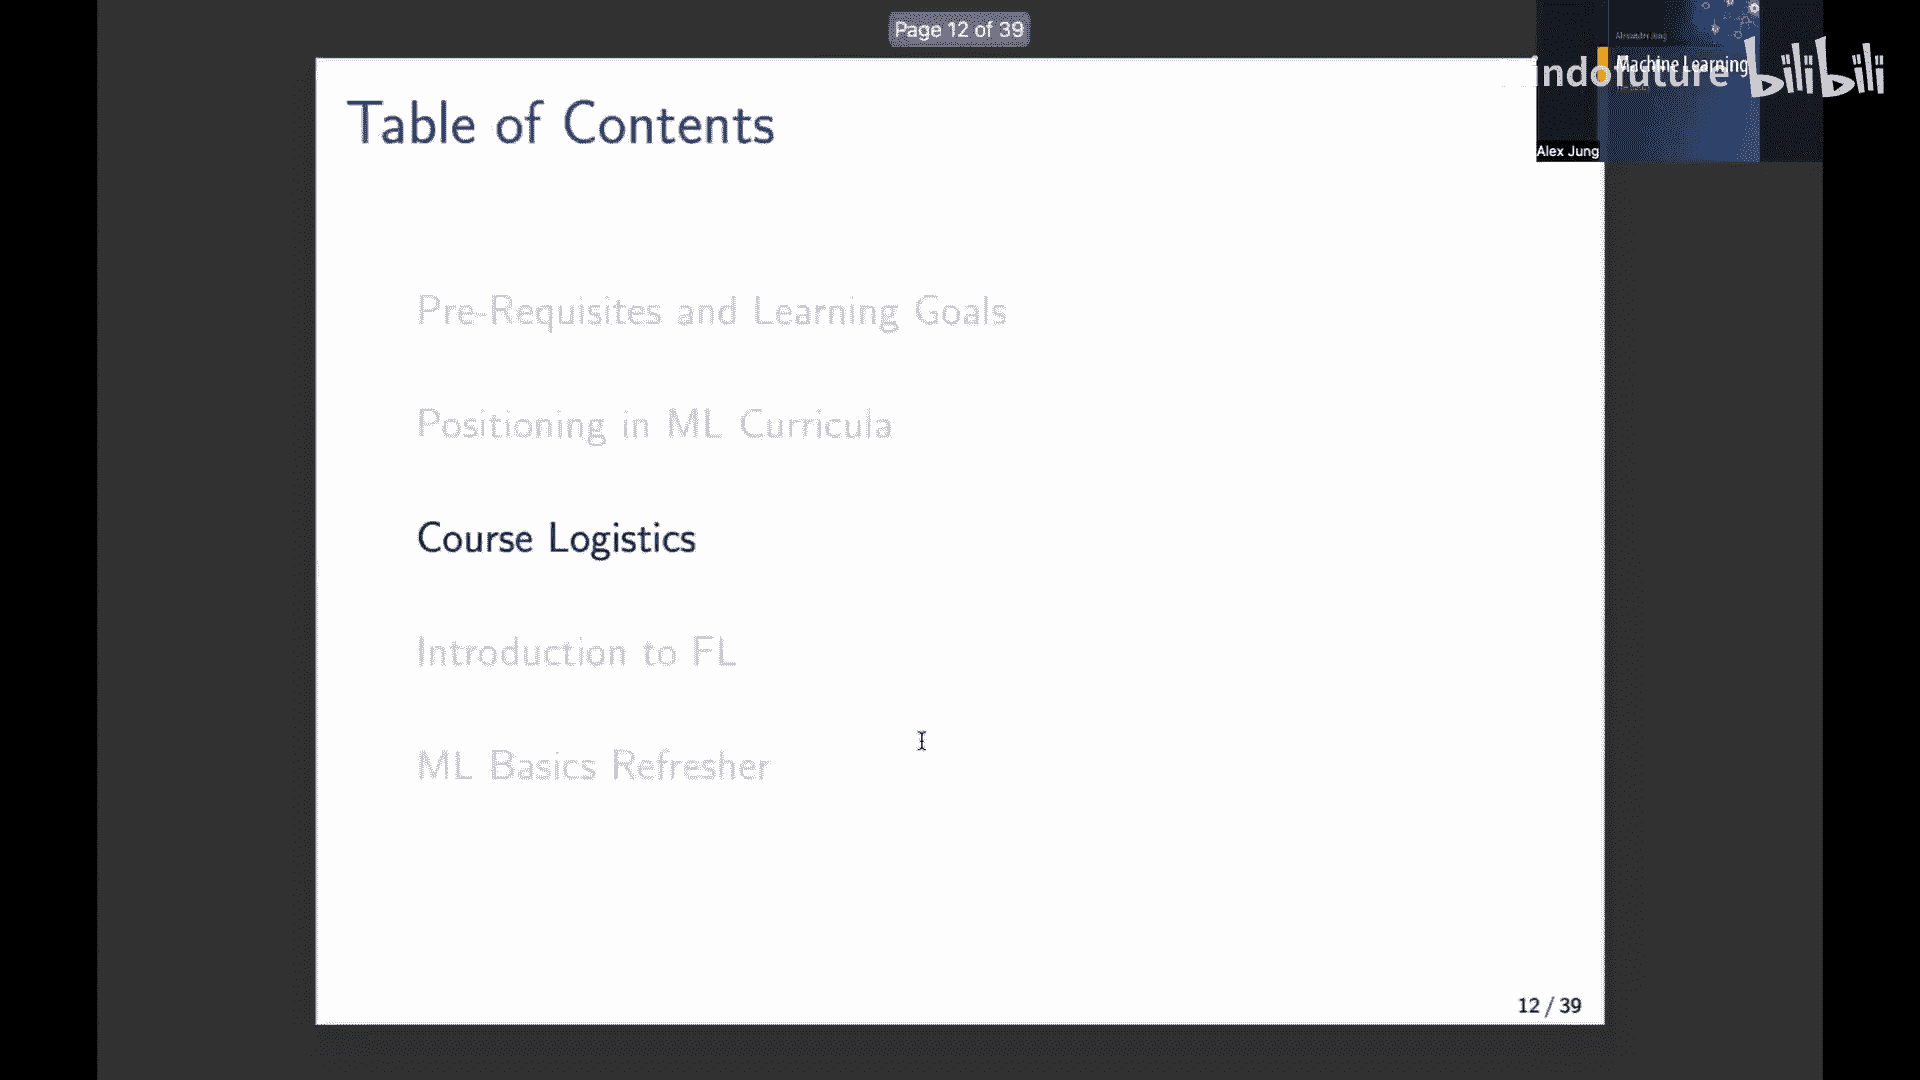 Page 12 of 39
indofuture
bilibili
Machine Learning
Alex Jung
Table of Contents
Pre-Requisites and Learning Goals
Positioning in ML Curricula
Course Logistics
Introduction to FL
ML Basics Refresher
12 / 39